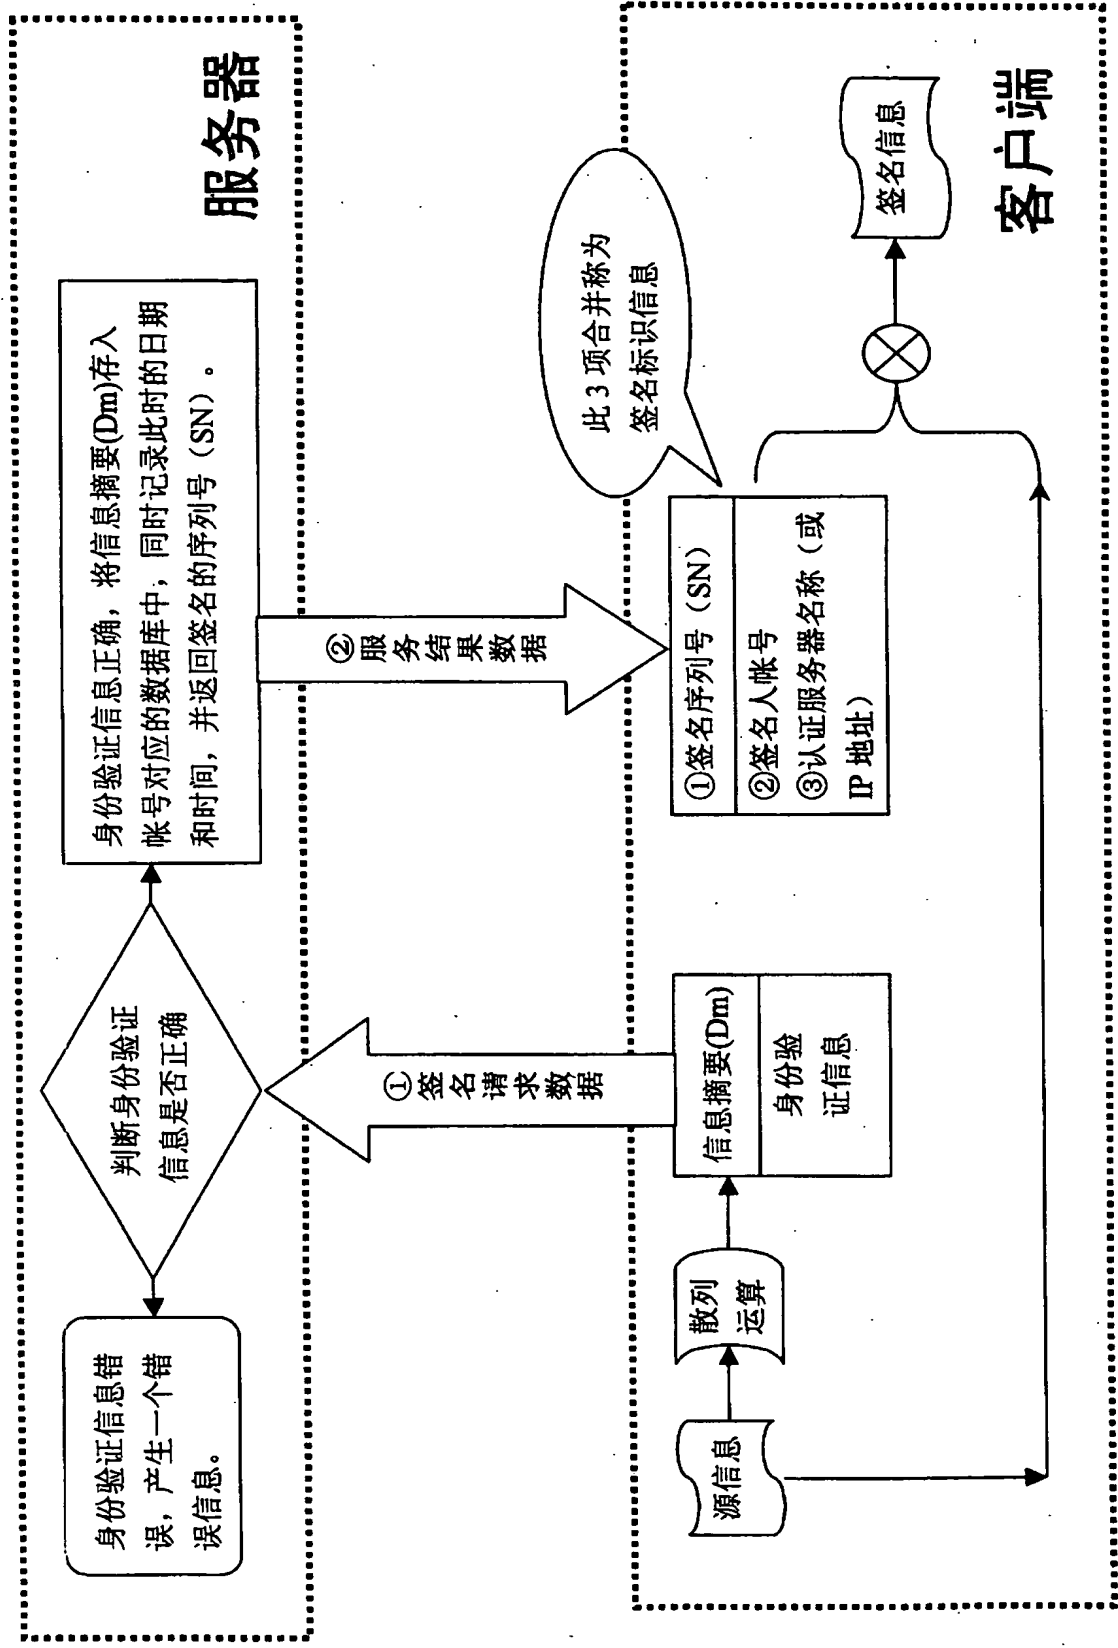 服务器
身份验证信息错
误，产生一个错
误信息。
判断身份验证
信息是否正确
身份验证信息正确，将信息摘要(Dm)存入
帐号对应的数据库中，同时记录此时的日期
和时间，并返回签名的序列号（SN）。
①签名请求数据
②服务结果数据
此 3 项合并称为
签名标识信息
源信息
散列
运算
信息摘要(Dm)
身份验
证信息
①签名序列号（SN）
②签名人帐号
③认证服务器名称（或
IP 地址）
签名信息
客户端